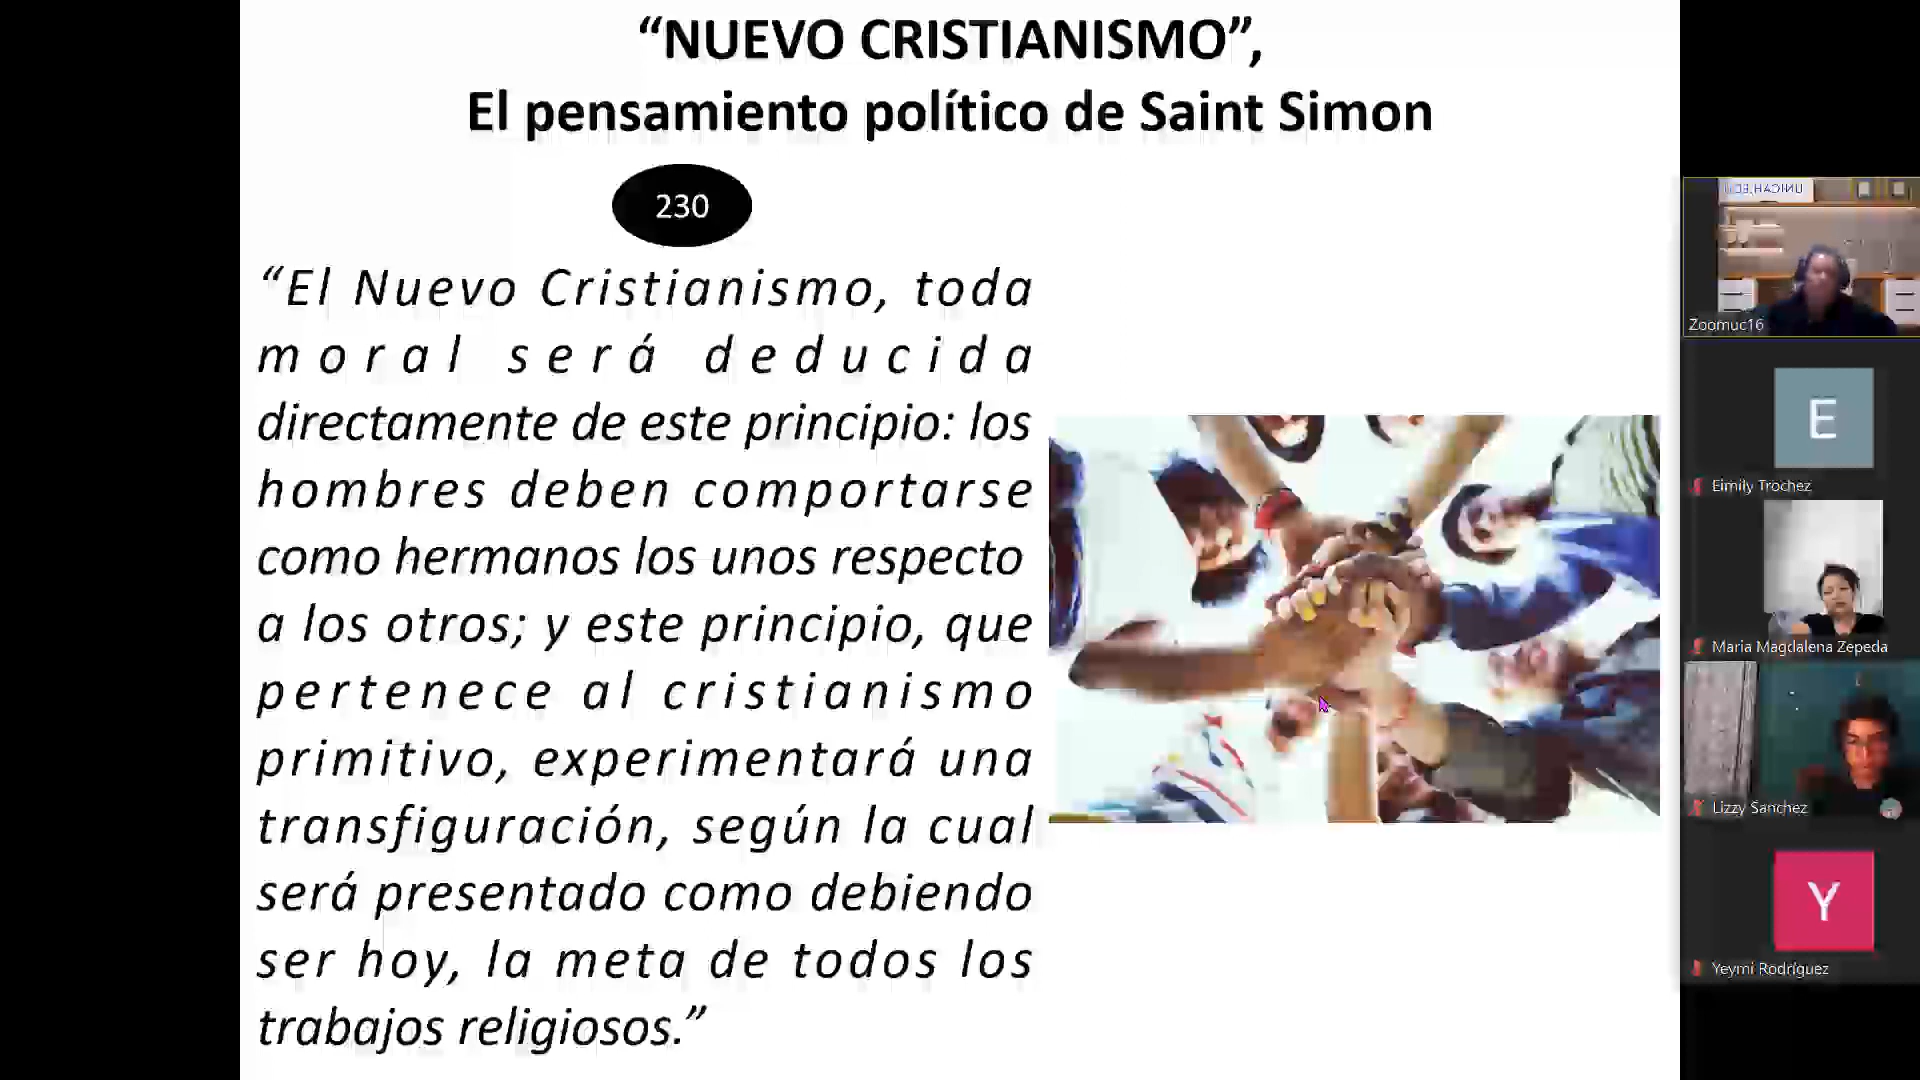 “NUEVO CRISTIANISMO”,
El pensamiento político de Saint Simon
230
“El Nuevo Cristianismo, toda
moral será deducida
directamente de este principio: los
hombres deben comportarse
como hermanos los unos respecto
a los otros; y este principio, que
pertenece al cristianismo
primitivo, experimentará una
transfiguración, según la cual
será presentado como debiendo
ser hoy, la meta de todos los
trabajos religiosos.”
Zoomuc16
E
Eimily Trochez
Maria Magdalena Zepeda
Lizzy Sanchez
Y
Yeymi Rodríguez